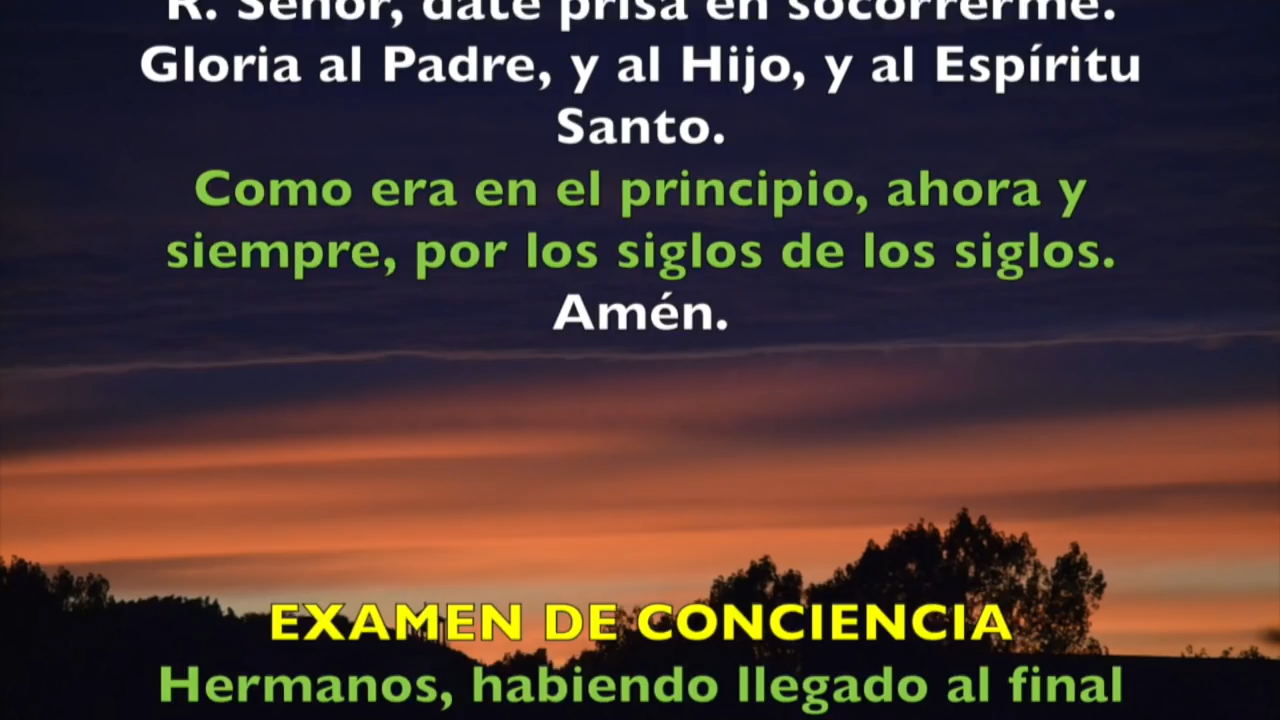 R. Señor, date prisa en socorrerme.
Gloria al Padre, y al Hijo, y al Espíritu
Santo.
Como era en el principio, ahora y
siempre, por los siglos de los siglos.
Amén.
EXAMEN DE CONCIENCIA
Hermanos, habiendo llegado al final